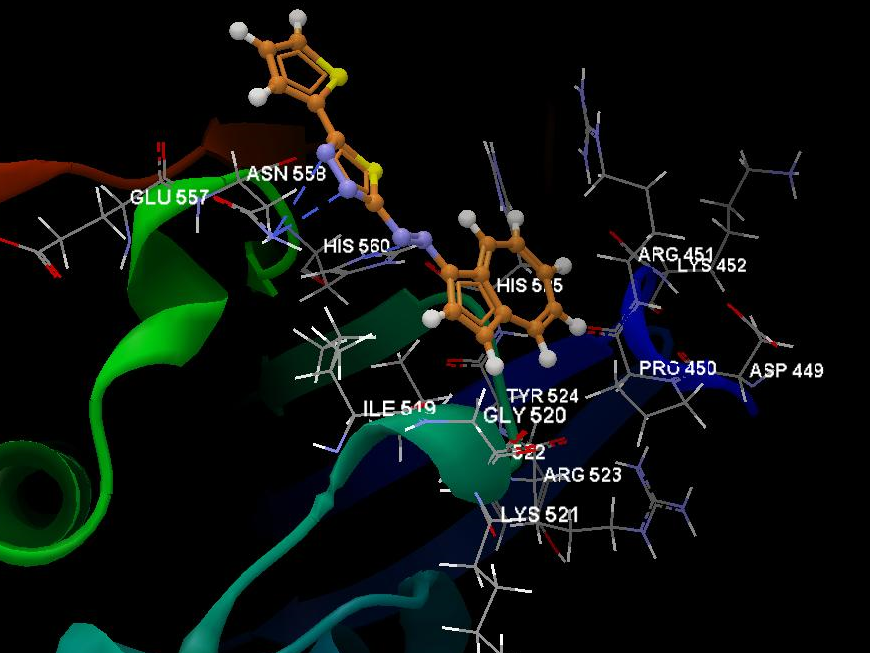 ASN 558
GLU 557
HIS 560
ARG 451
LYS 452
HIS 525
PRO 450
ASP 449
TYR 524
ILE 519
GLY 520
522
ARG 523
LYS 521